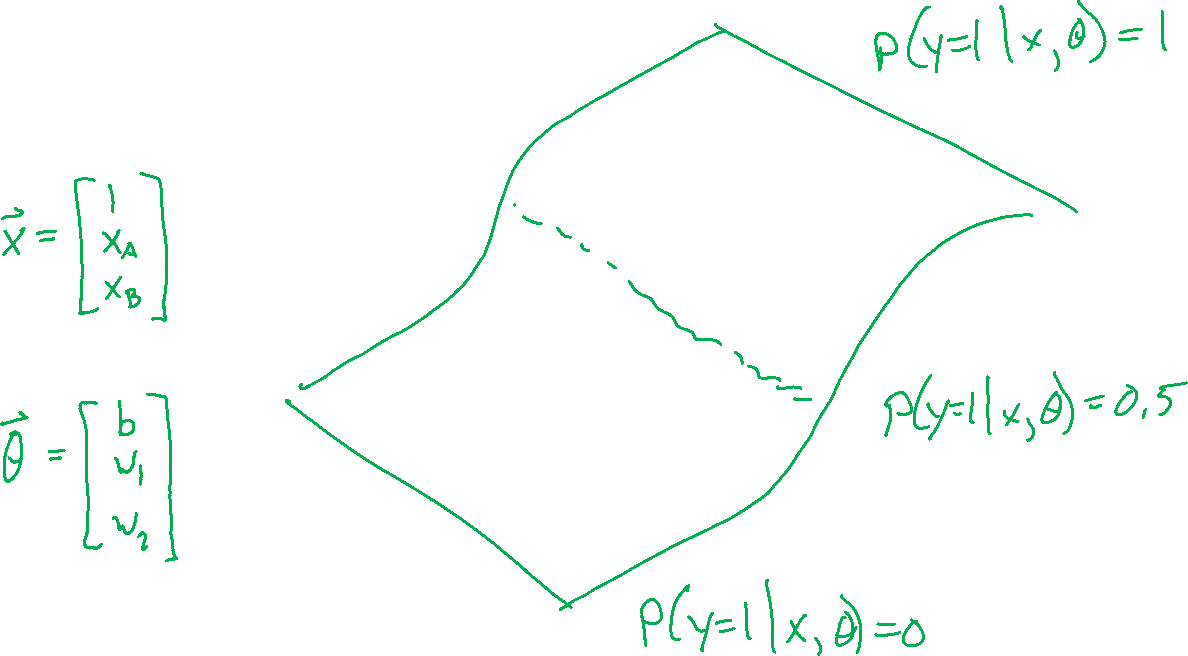 P(y=1|x, θ)=1
x⃗ = [1
x_A
x_B]
θ⃗ = [b
w_1
w_2]
P(y=1|x, θ)=0,5
P(y=1|x, θ)=0